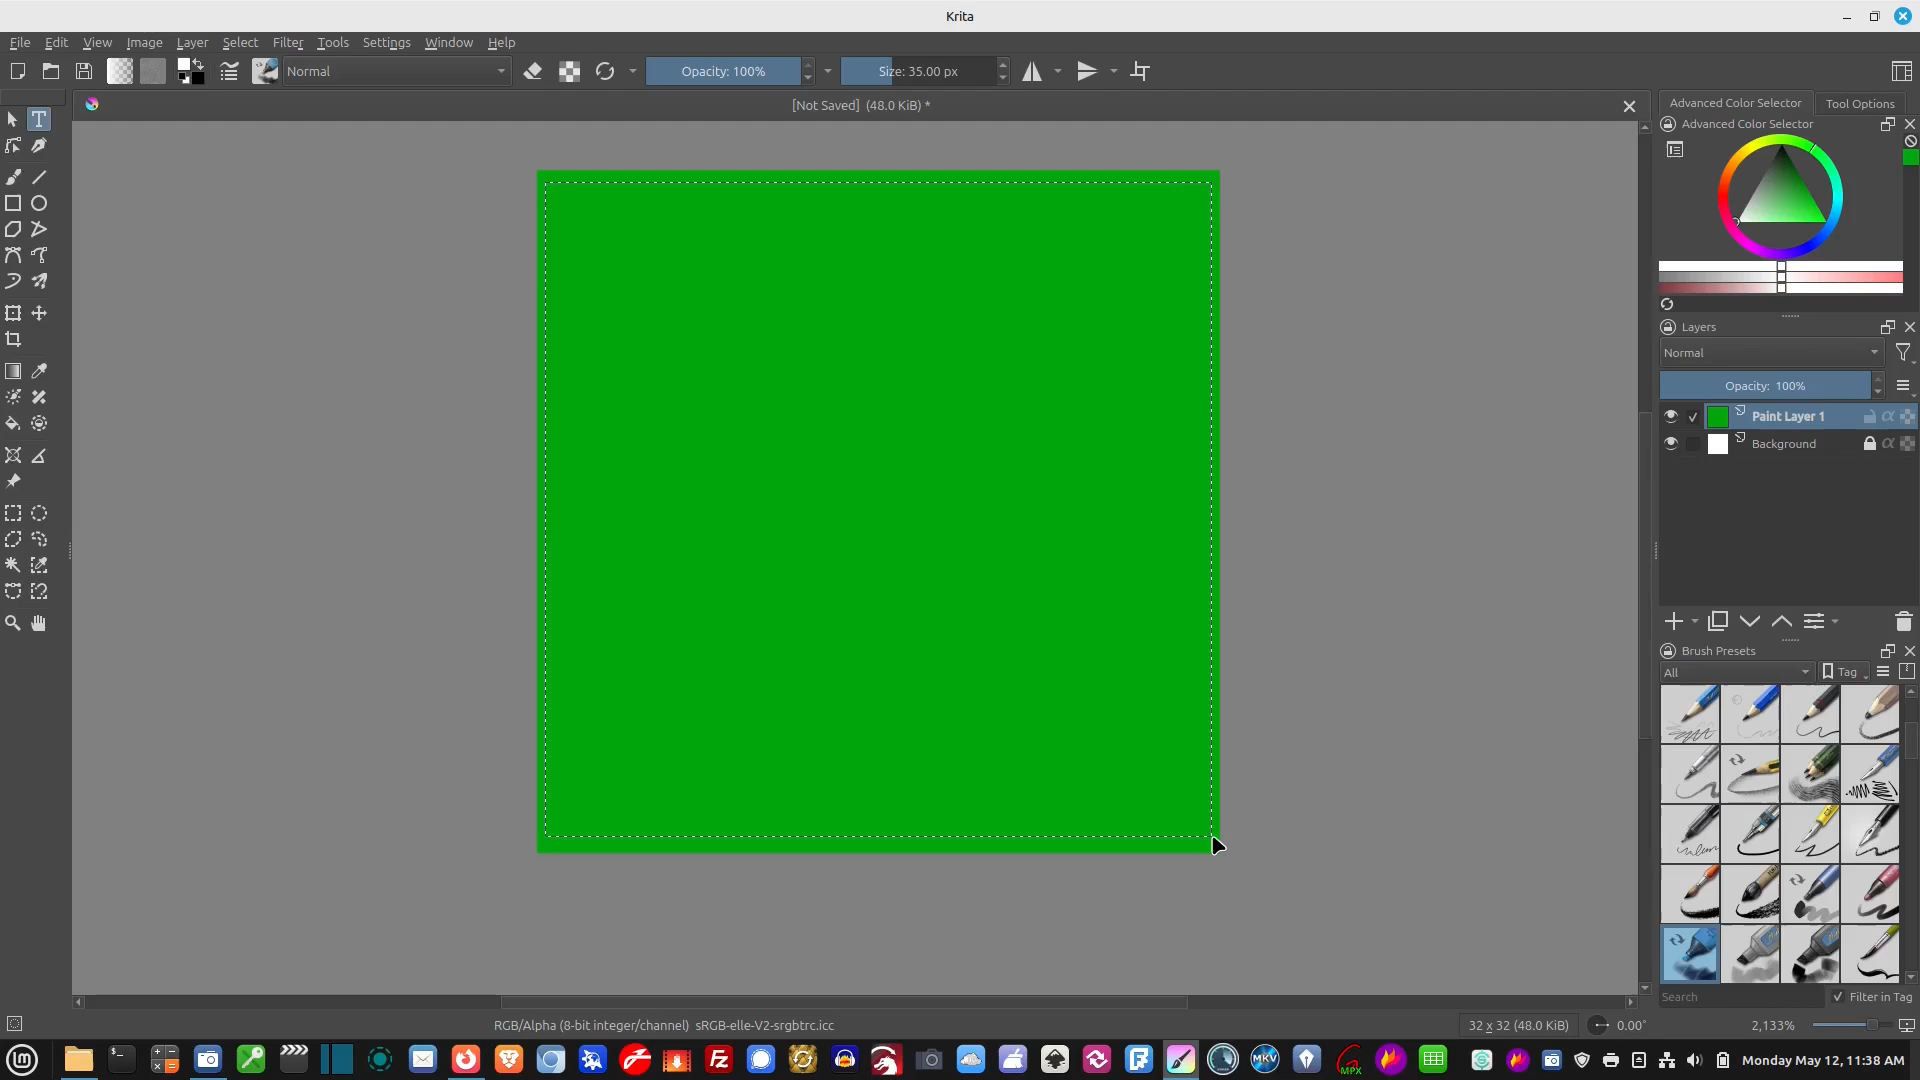 Krita
File Edit View Image Layer Select Filter Tools Settings Window Help
Normal
Opacity: 100%
Size: 35.00 px
[Not Saved] (48.0 KiB) *
Advanced Color Selector
Tool Options
Advanced Color Selector
Layers
Normal
Opacity: 100%
Paint Layer 1
Background
Brush Presets
All
Tag
Search
Filter in Tag
RGB/Alpha (8-bit integer/channel) sRGB-elle-V2-srgbtrc.icc
32 x 32 (48.0 KiB)
0.00°
2,133%
MKV
MPX
Monday May 12, 11:38 AM